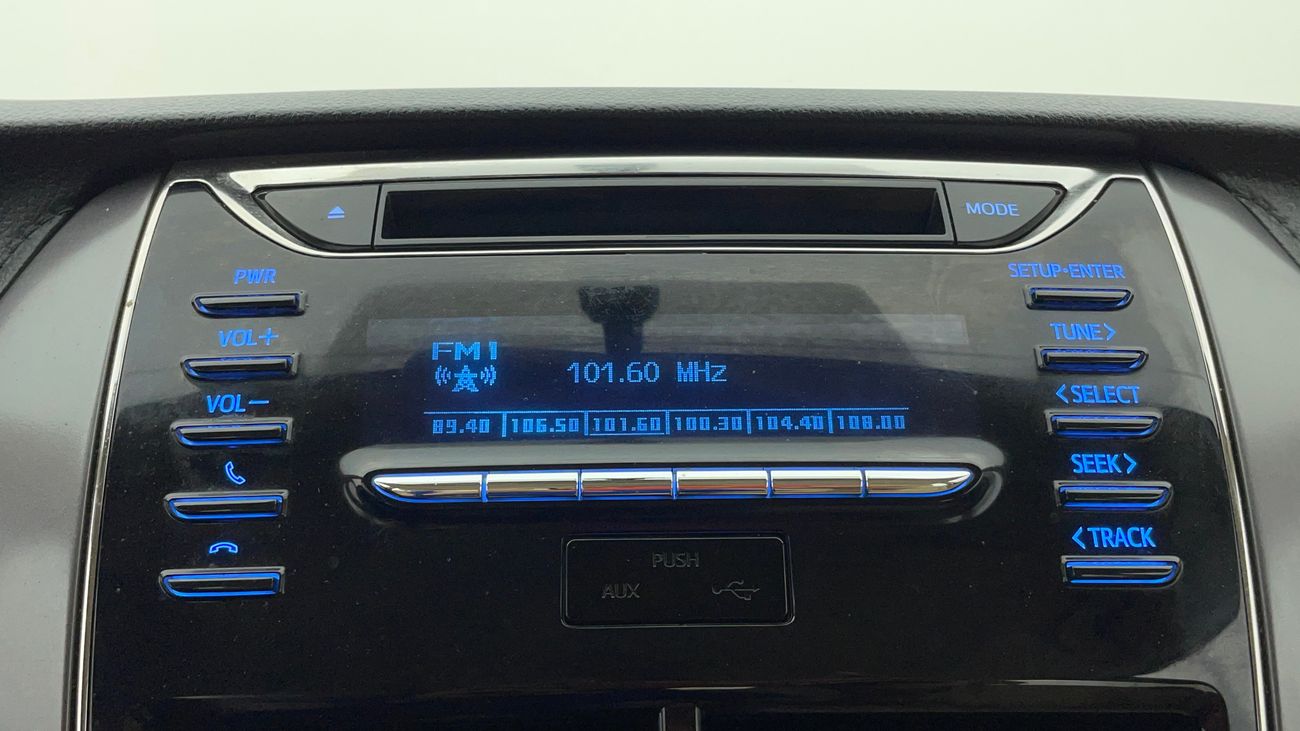 MODE
PWR
SETUP·ENTER
VOL+
TUNE>
FM1
101.60 MHz
VOL-
<SELECT
89.40 106.50 101.60 100.30 104.40 108.00
SEEK>
<TRACK
PUSH
AUX